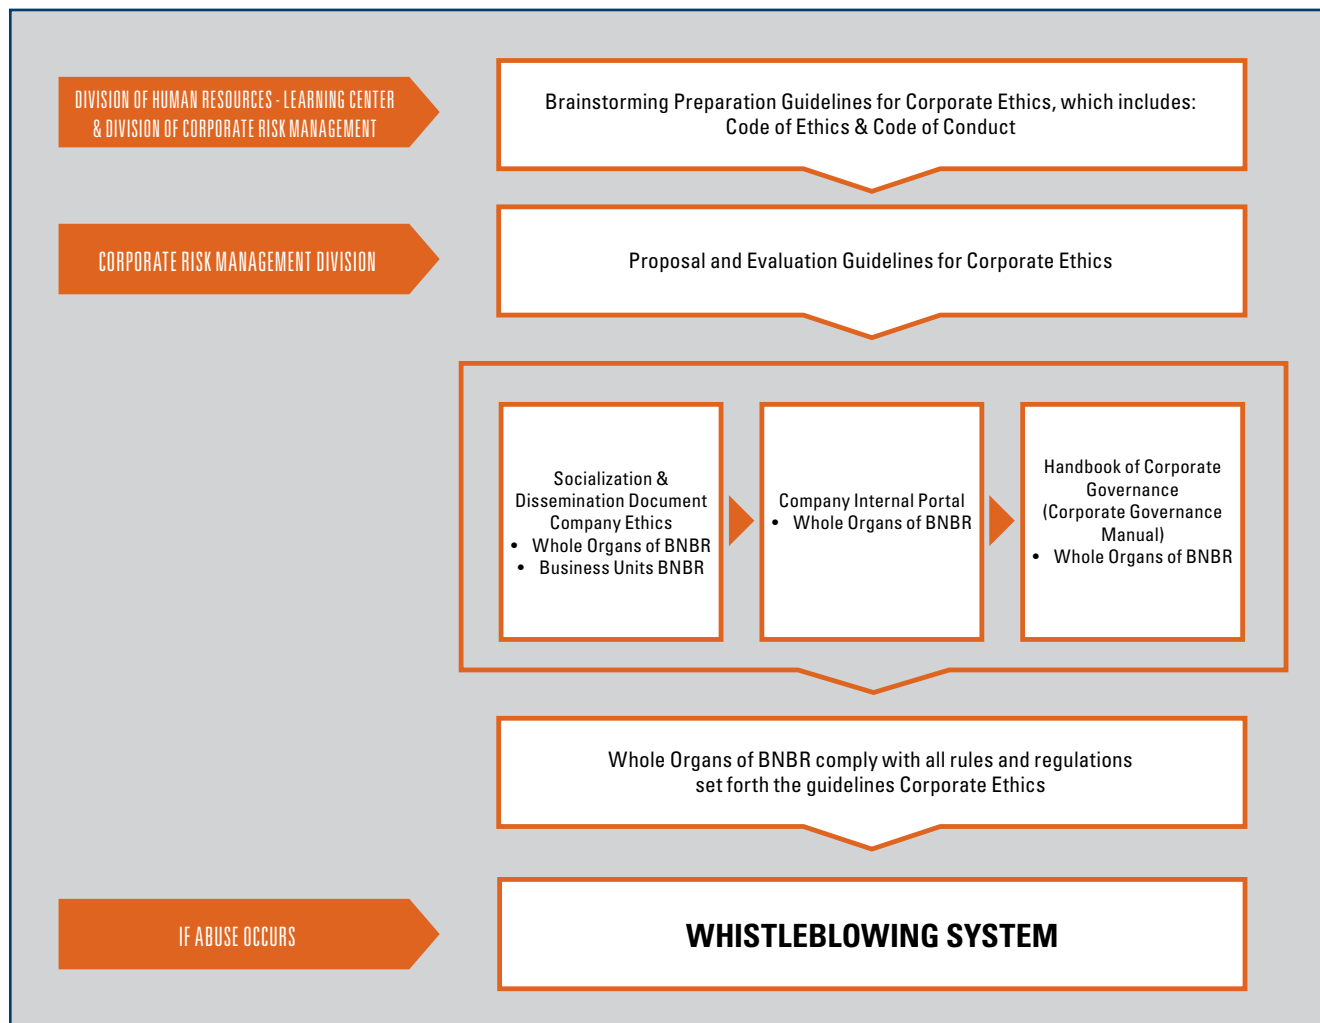 DIVISION OF HUMAN RESOURCES - LEARNING CENTER
& DIVISION OF CORPORATE RISK MANAGEMENT
Brainstorming Preparation Guidelines for Corporate Ethics, which includes:
Code of Ethics & Code of Conduct
CORPORATE RISK MANAGEMENT DIVISION
Proposal and Evaluation Guidelines for Corporate Ethics
Socialization &
Dissemination Document
Company Ethics
• Whole Organs of BNBR
• Business Units BNBR
Company Internal Portal
• Whole Organs of BNBR
Handbook of Corporate
Governance
(Corporate Governance
Manual)
• Whole Organs of BNBR
Whole Organs of BNBR comply with all rules and regulations
set forth the guidelines Corporate Ethics
IF ABUSE OCCURS
WHISTLEBLOWING SYSTEM